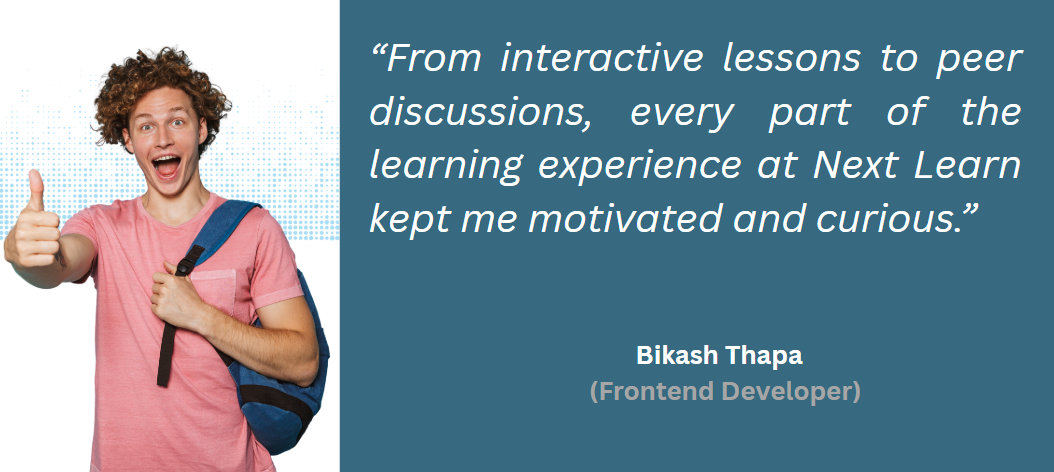 “From interactive lessons to peer
discussions, every part of the
learning experience at Next Learn
kept me motivated and curious.”
Bikash Thapa
(Frontend Developer)